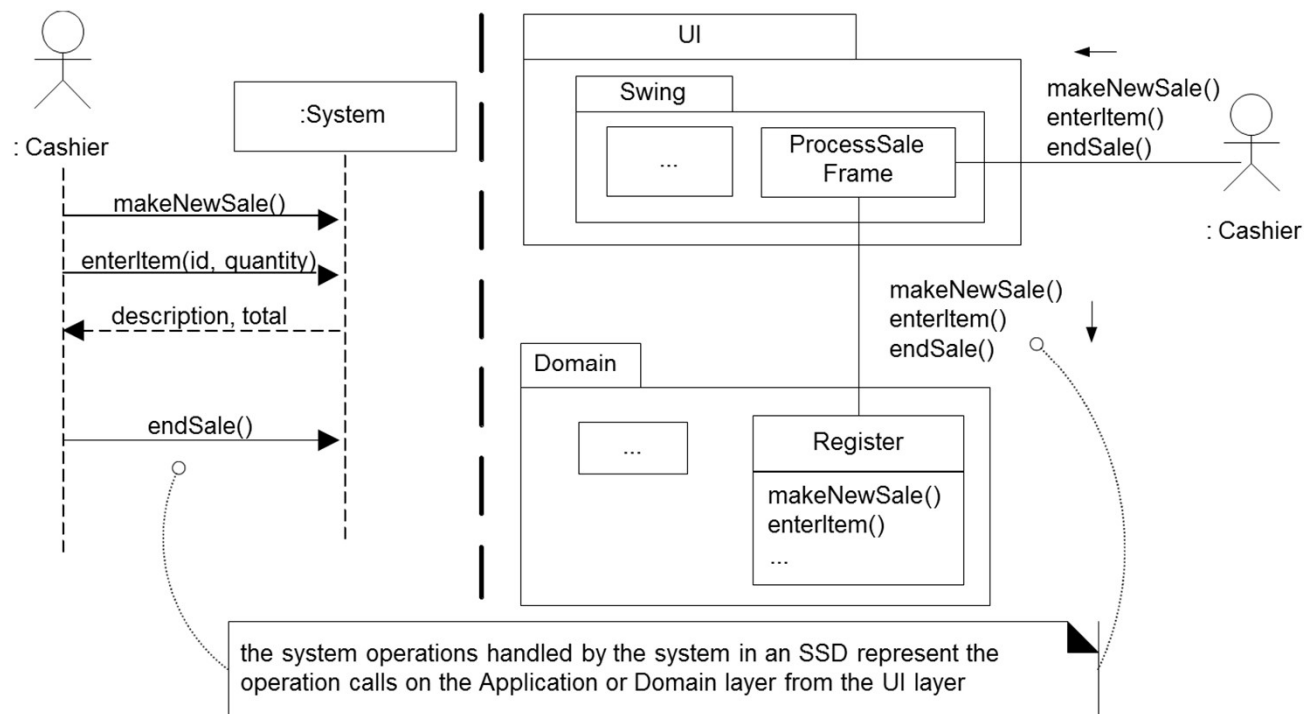 : Cashier
:System
makeNewSale()
enterItem(id, quantity)
description, total
endSale()
UI
Swing
...
ProcessSale
Frame
makeNewSale()
enterItem()
endSale()
: Cashier
makeNewSale()
enterItem()
endSale()
Domain
...
Register
makeNewSale()
enterItem()
...
the system operations handled by the system in an SSD represent the
operation calls on the Application or Domain layer from the UI layer